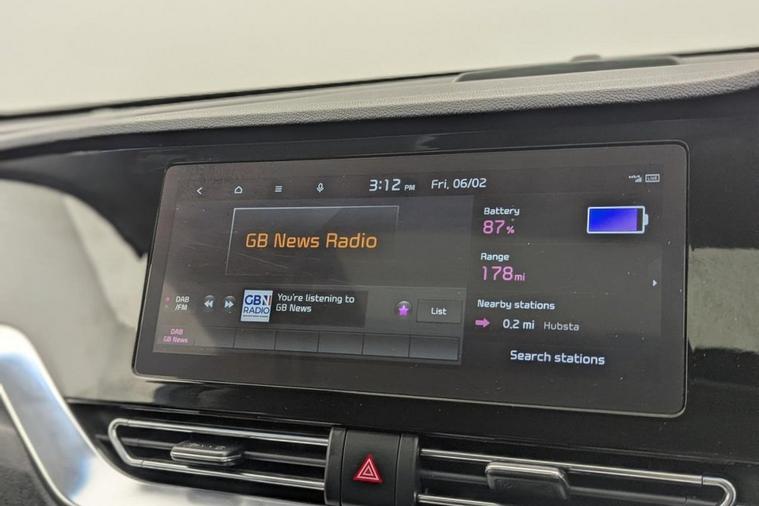 3:12 PM Fri, 06/02
LIVE
GB News Radio
Battery
87%
Range
178mi
DAB
/FM
GBN
RADIO
You're listening to
GB News
List
Nearby stations
0.2 mi Hubsta
DAB
GB News
Search stations